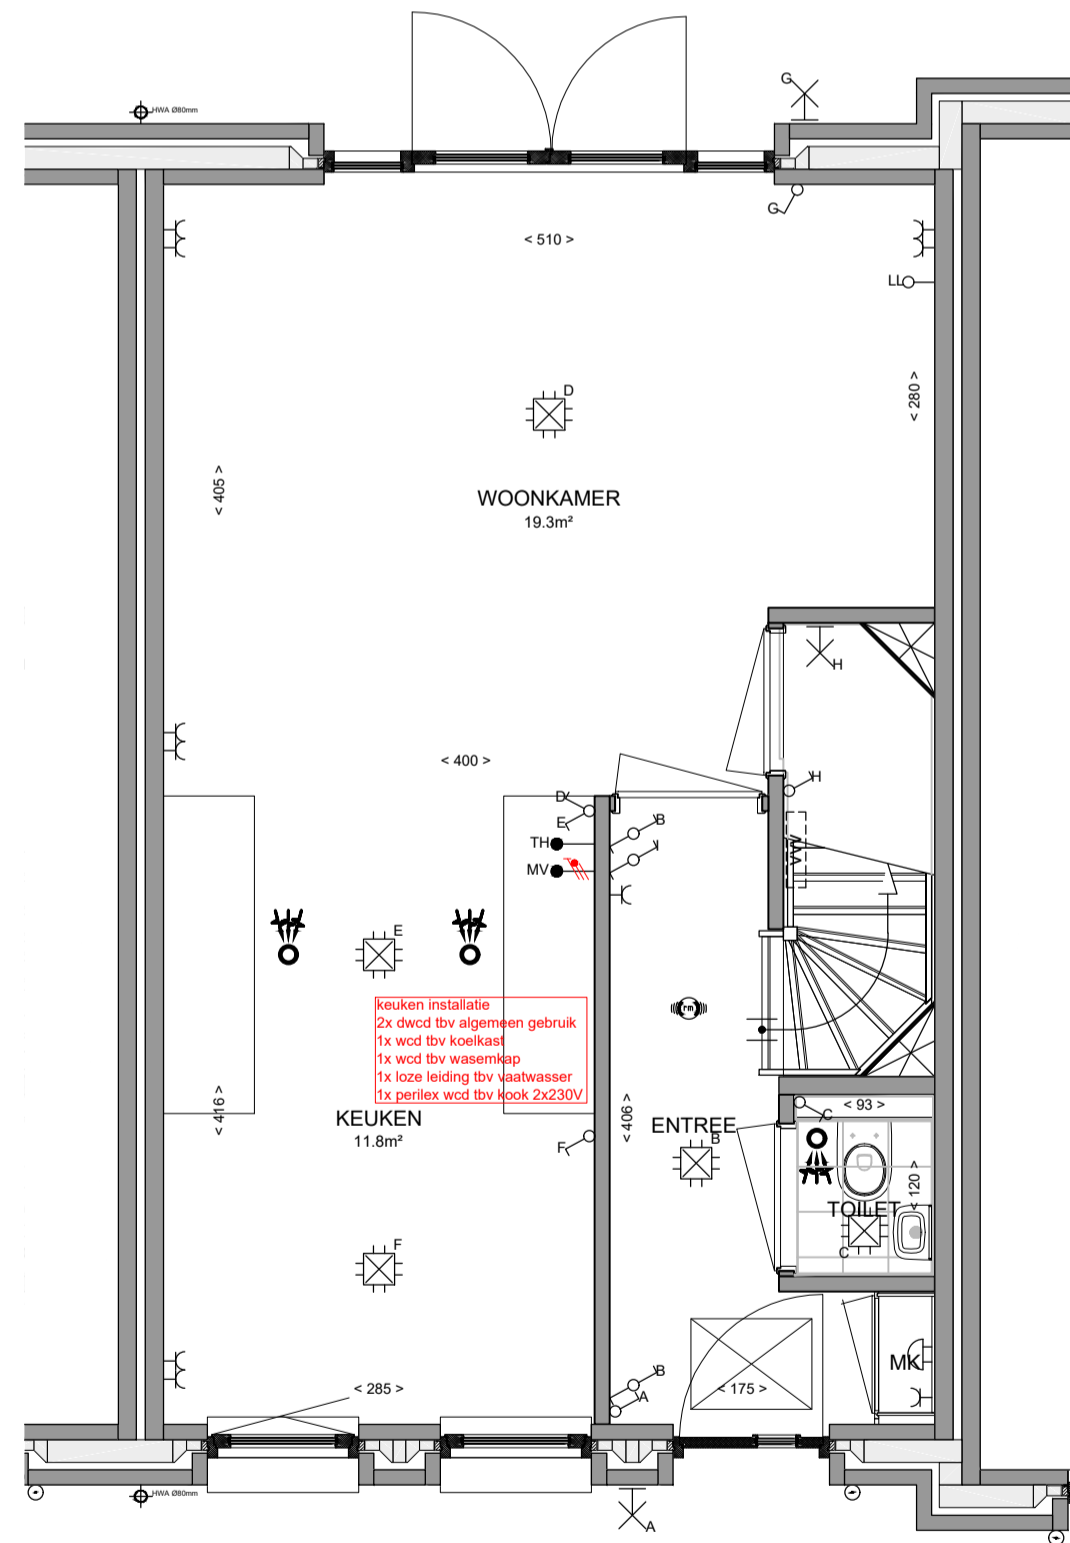 G
HWA Ø80mm
G
< 510 >
LL
< 280 >
D
< 405 >
WOONKAMER
19.3m²
H
< 400 >
H
D
E
B
TH
I
MV
VW
E
rm
keuken installatie
2x dwcd tbv algemeen gebruik
1x wcd tbv koelkast
1x wcd tbv wasemkap
1x loze leiding tbv vaatwasser
1x perilex wcd tbv kook 2x230V
< 416 >
KEUKEN
11.8m²
< 406 >
ENTREE
B
C
< 93 >
F
< 120 >
TOILET
C
F
MK
B
A
< 285 >
< 175 >
HWA Ø80mm
A